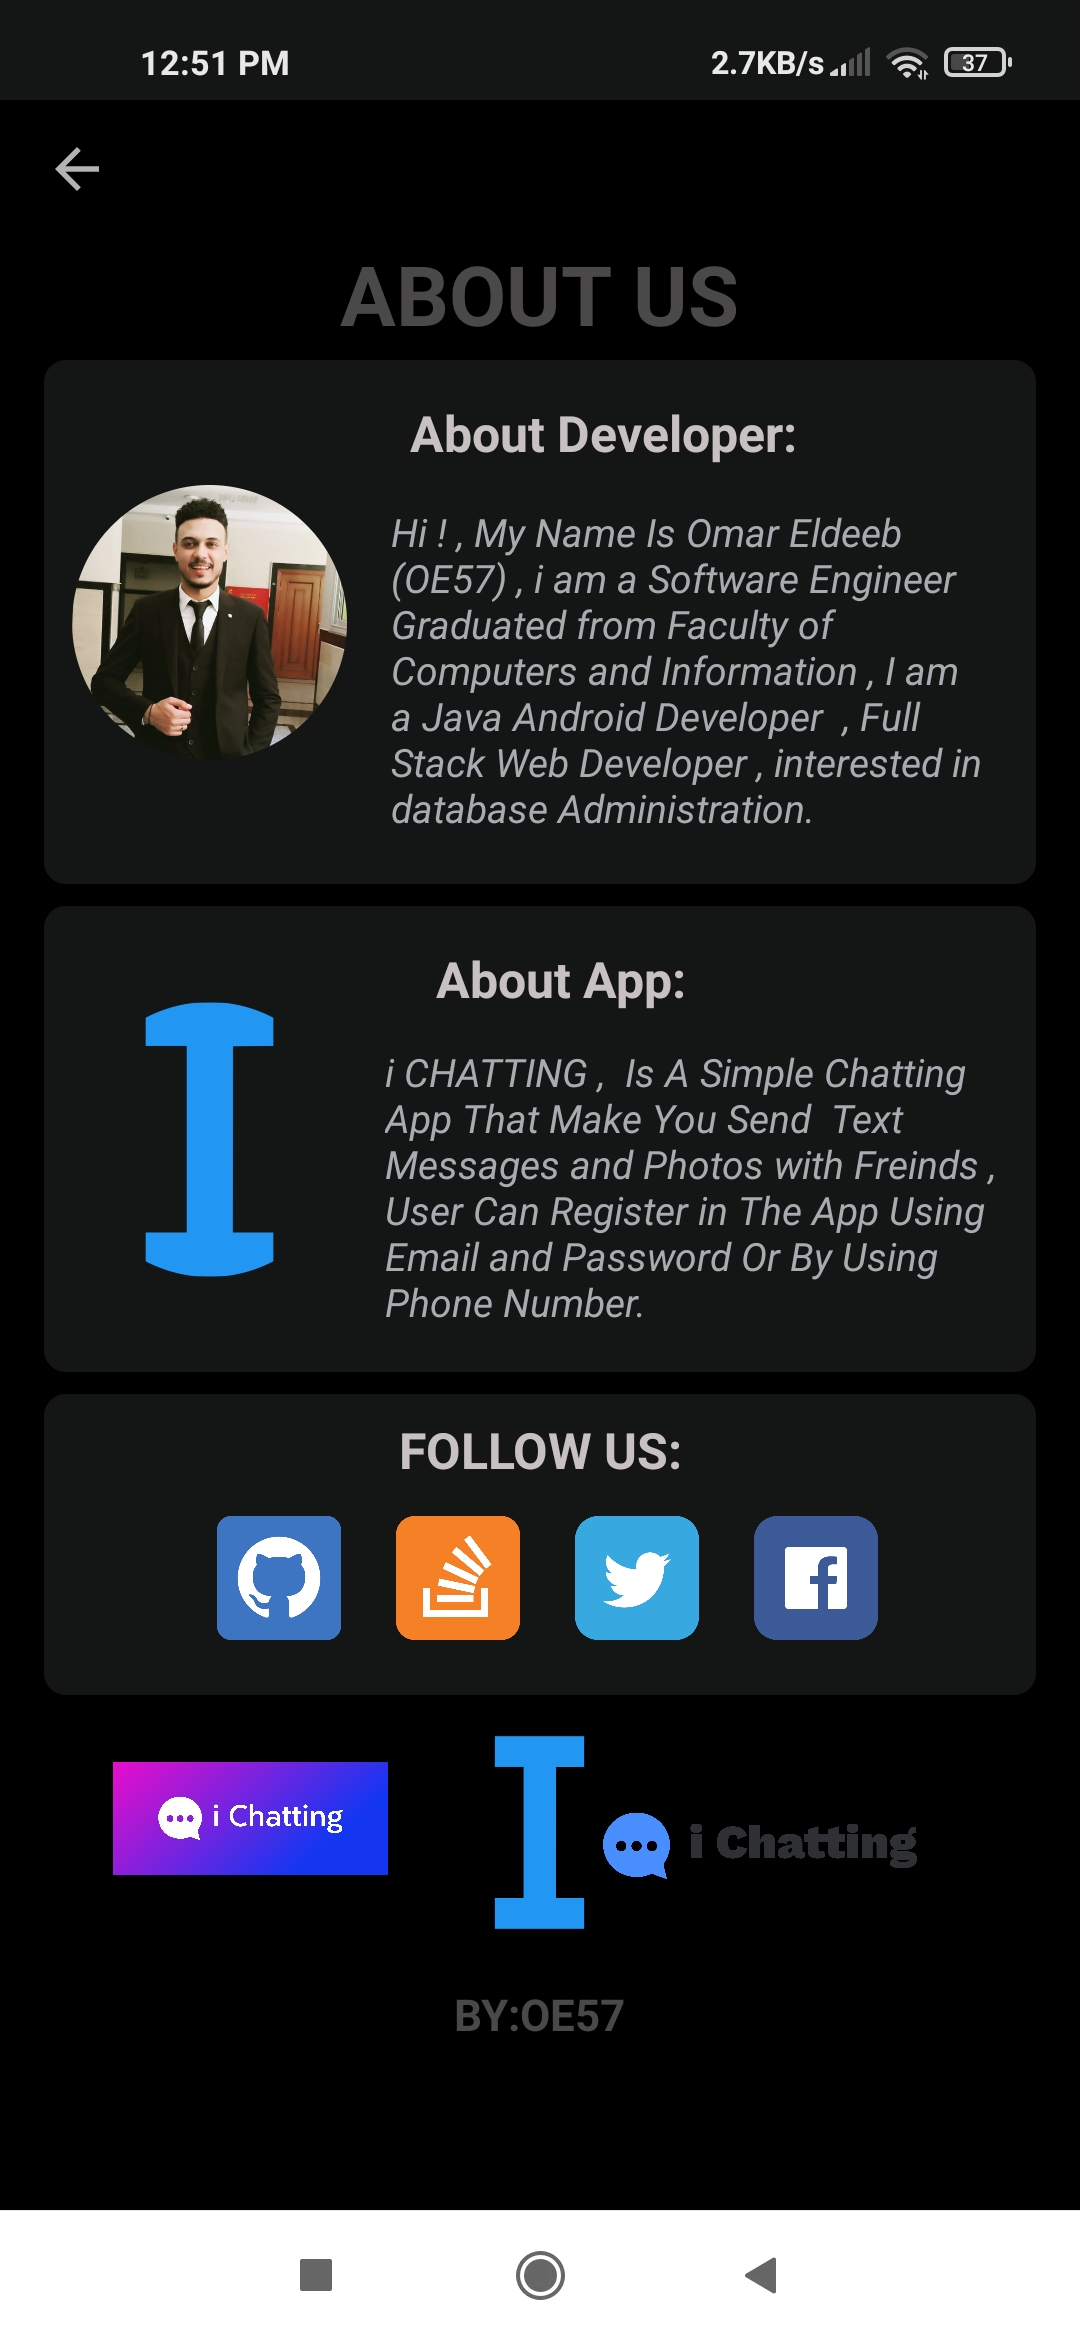 12:51 PM 2.7KB/s 37
ABOUT US
About Developer:
Hi ! , My Name Is Omar Eldeeb
(OE57) , i am a Software Engineer
Graduated from Faculty of
Computers and Information , I am
a Java Android Developer  , Full
Stack Web Developer , interested in
database Administration.
About App:
i CHATTING ,  Is A Simple Chatting
App That Make You Send  Text
Messages and Photos with Freinds ,
User Can Register in The App Using
Email and Password Or By Using
Phone Number.
FOLLOW US:
i Chatting
i Chatting
BY:OE57